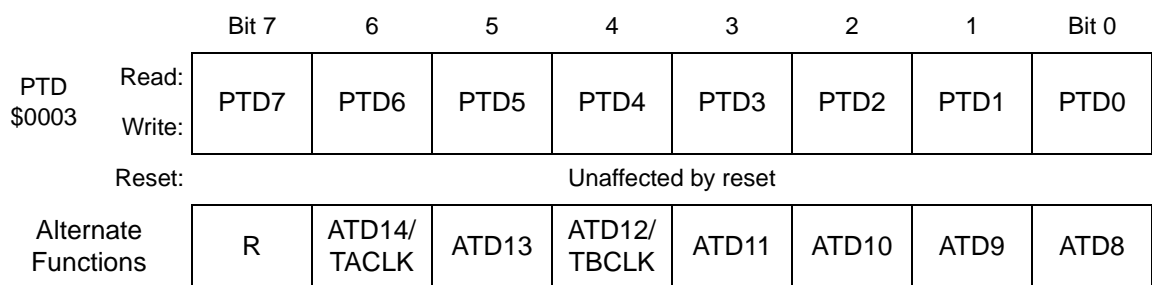 Bit 7 6 5 4 3 2 1 Bit 0
PTD $0003 Read: Write: PTD7 PTD6 PTD5 PTD4 PTD3 PTD2 PTD1 PTD0
Reset: Unaffected by reset
Alternate Functions R ATD14/TACLK ATD13 ATD12/TBCLK ATD11 ATD10 ATD9 ATD8